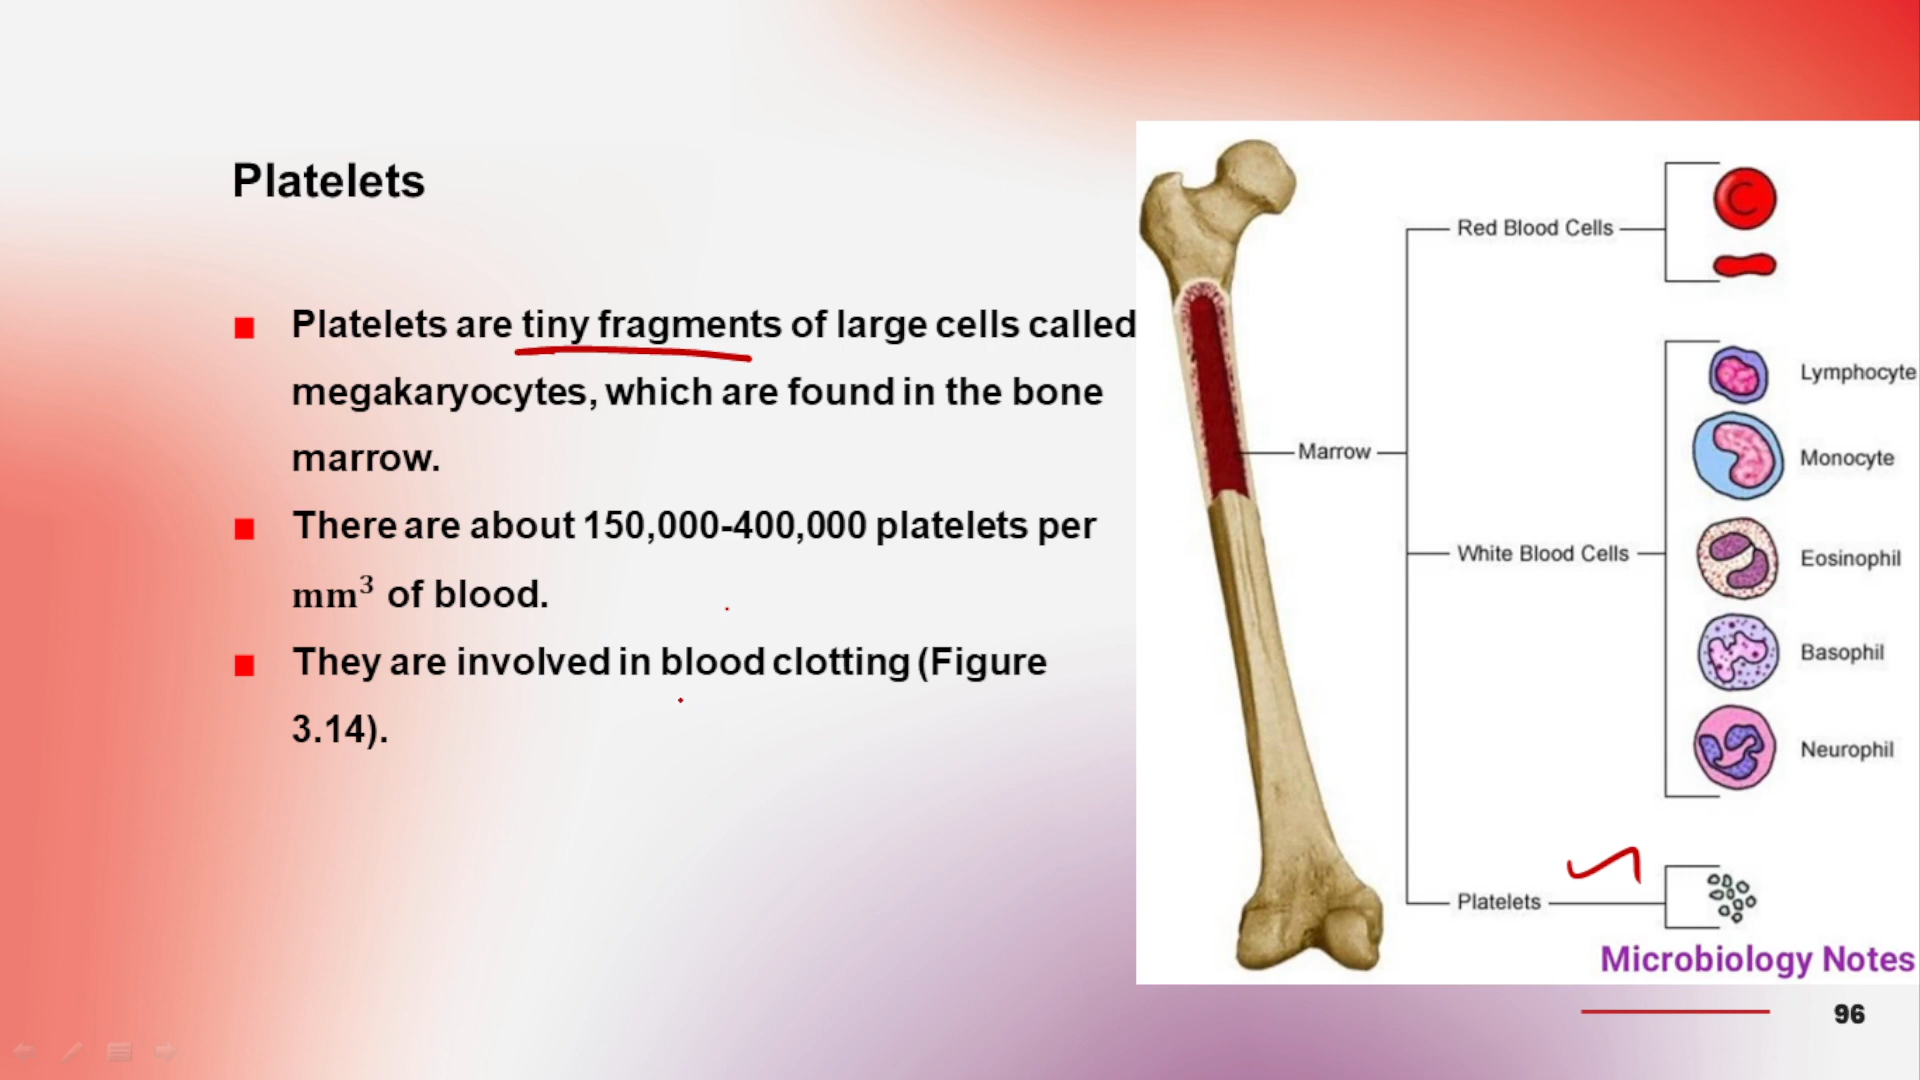 Platelets
Platelets are tiny fragments of large cells called
megakaryocytes, which are found in the bone
marrow.
There are about 150,000-400,000 platelets per
mm³ of blood.
They are involved in blood clotting (Figure
3.14).
Red Blood Cells
Lymphocyte
Monocyte
Marrow
White Blood Cells
Eosinophil
Basophil
Neurophil
Platelets
Microbiology Notes
96